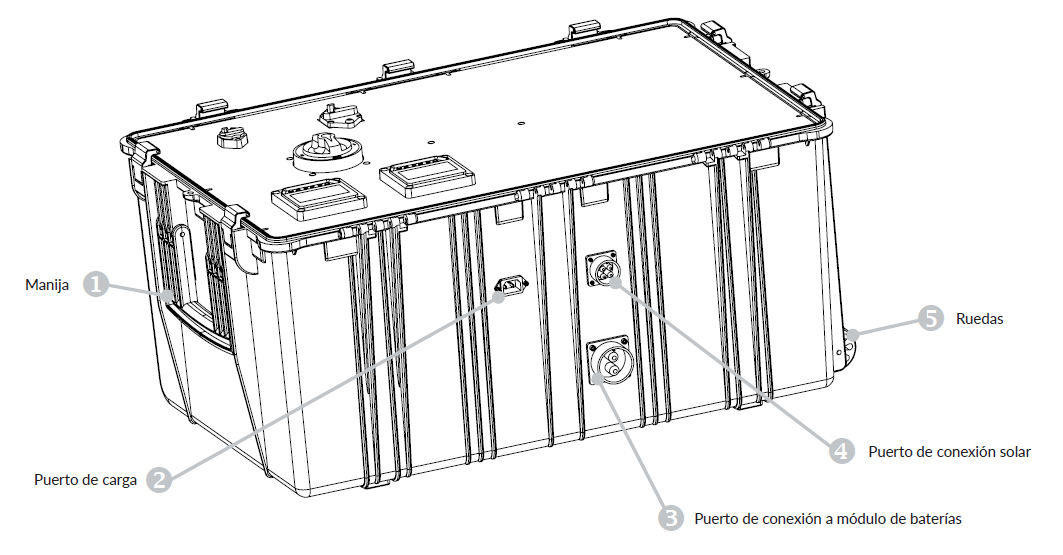 Manija 1
5 Ruedas
4 Puerto de conexión solar
Puerto de carga 2
3 Puerto de conexión a módulo de baterías